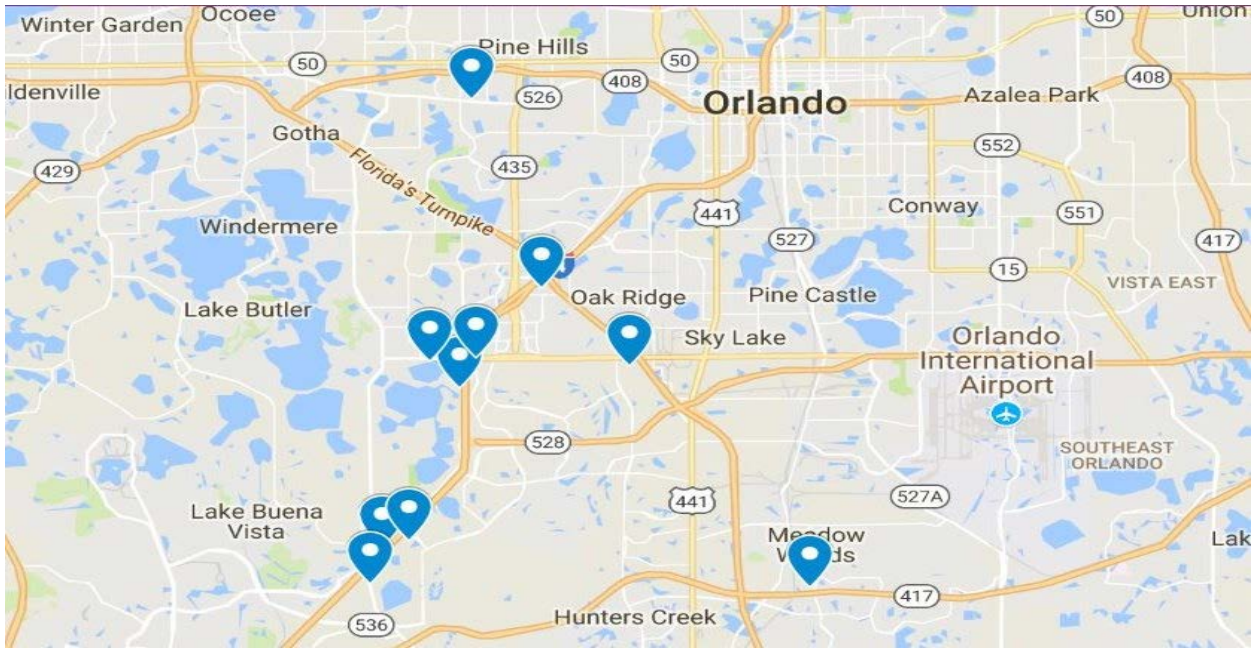 Ocoee
Winter Garden
50
Union
Pine Hills
50
50
408
408
ldenville
526
Orlando
Azalea Park
Gotha
552
429
435
Florida's Turnpike
Conway
441
551
Windermere
527
417
15
VISTA EAST
Oak Ridge
Pine Castle
Lake Butler
Sky Lake
Orlando
International
Airport
528
SOUTHEAST
ORLANDO
441
527A
Lake Buena
Vista
Meadow
Lak
417
Hunters Creek
536